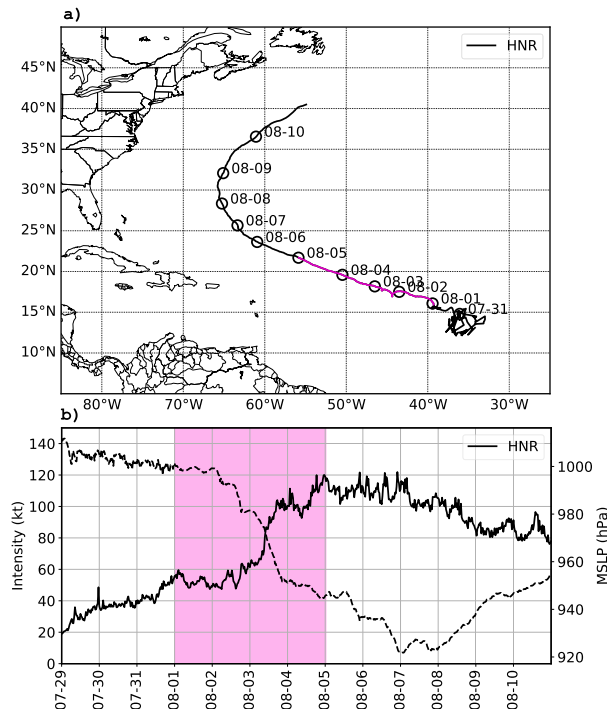 a)
HNR
45°N
40°N
35°N
30°N
25°N
20°N
15°N
10°N
08-10
08-09
08-08
08-07
08-06
08-05
08-04
08-03
08-02
08-01
07-31
80°W
70°W
60°W
50°W
40°W
30°W
b)
HNR
Intensity (kt)
140
120
100
80
60
40
20
0
MSLP (hPa)
1000
980
960
940
920
07-29
07-30
07-31
08-01
08-02
08-03
08-04
08-05
08-06
08-07
08-08
08-09
08-10